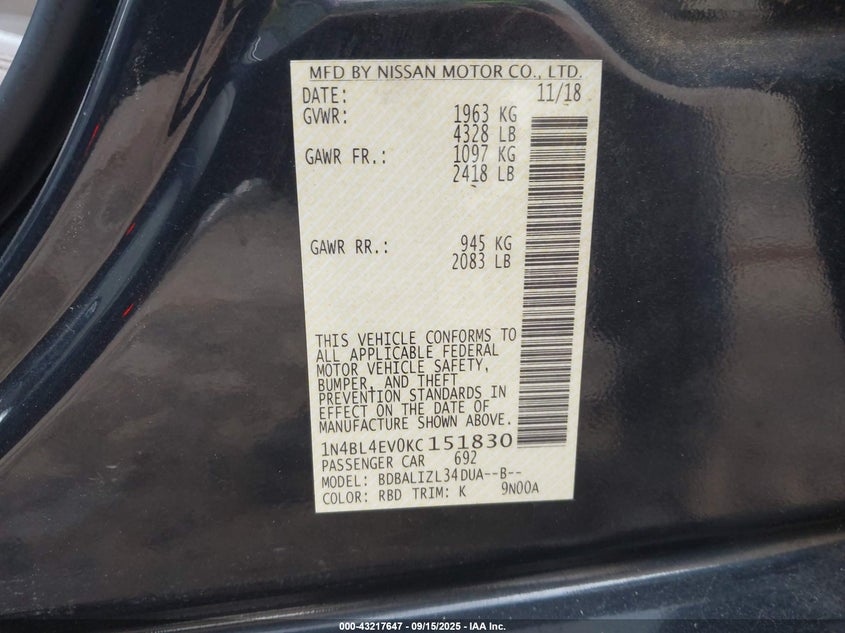 MFD BY NISSAN MOTOR CO., LTD.
DATE: 11/18
GVWR: 1963 KG
4328 LB
GAWR FR.: 1097 KG
2418 LB
GAWR RR.: 945 KG
2083 LB
THIS VEHICLE CONFORMS TO
ALL APPLICABLE FEDERAL
MOTOR VEHICLE SAFETY,
BUMPER, AND THEFT
PREVENTION STANDARDS IN
EFFECT ON THE DATE OF
MANUFACTURE SHOWN ABOVE.
1N4BL4EV0KC151830
PASSENGER CAR 692
MODEL: BDBALIZL34DUA--B--
COLOR: RBD TRIM: K 9N00A
000-43217647 - 09/15/2025 - IAA Inc.